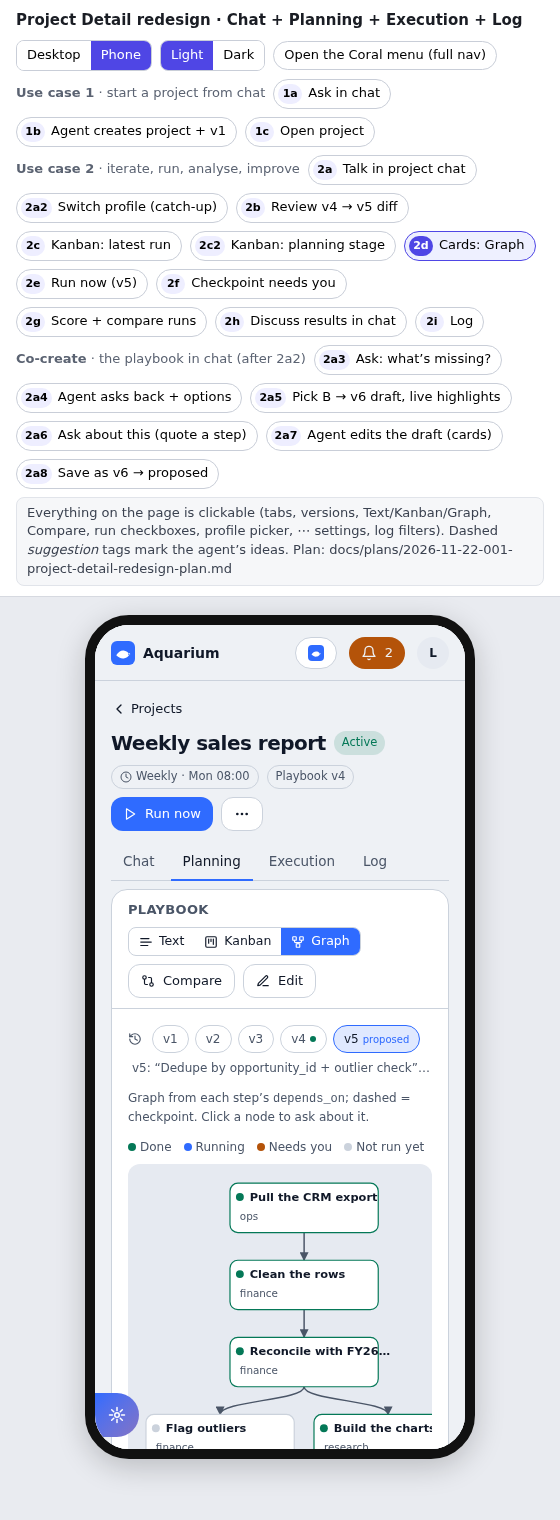 Project Detail redesign · Chat + Planning + Execution + Log
Desktop Phone Light Dark Open the Coral menu (full nav)
Use case 1 · start a project from chat 1a Ask in chat
1b Agent creates project + v1 1c Open project
Use case 2 · iterate, run, analyse, improve 2a Talk in project chat
2a2 Switch profile (catch-up) 2b Review v4 → v5 diff
2c Kanban: latest run 2c2 Kanban: planning stage 2d Cards: Graph
2e Run now (v5) 2f Checkpoint needs you
2g Score + compare runs 2h Discuss results in chat 2i Log
Co-create · the playbook in chat (after 2a2) 2a3 Ask: what’s missing?
2a4 Agent asks back + options 2a5 Pick B → v6 draft, live highlights
2a6 Ask about this (quote a step) 2a7 Agent edits the draft (cards)
2a8 Save as v6 → proposed
Everything on the page is clickable (tabs, versions, Text/Kanban/Graph,
Compare, run checkboxes, profile picker, ··· settings, log filters). Dashed
suggestion tags mark the agent’s ideas. Plan: docs/plans/2026-11-22-001-
project-detail-redesign-plan.md
Aquarium 2 L
Projects
Weekly sales report Active
Weekly · Mon 08:00 Playbook v4
Run now ···
Chat Planning Execution Log
PLAYBOOK
Text Kanban Graph
Compare Edit
v1 v2 v3 v4 v5 proposed
v5: “Dedupe by opportunity_id + outlier check”…
Graph from each step’s depends_on; dashed =
checkpoint. Click a node to ask about it.
Done Running Needs you Not run yet
Pull the CRM export
ops
Clean the rows
finance
Reconcile with FY26…
finance
Flag outliers Build the charts
finance research